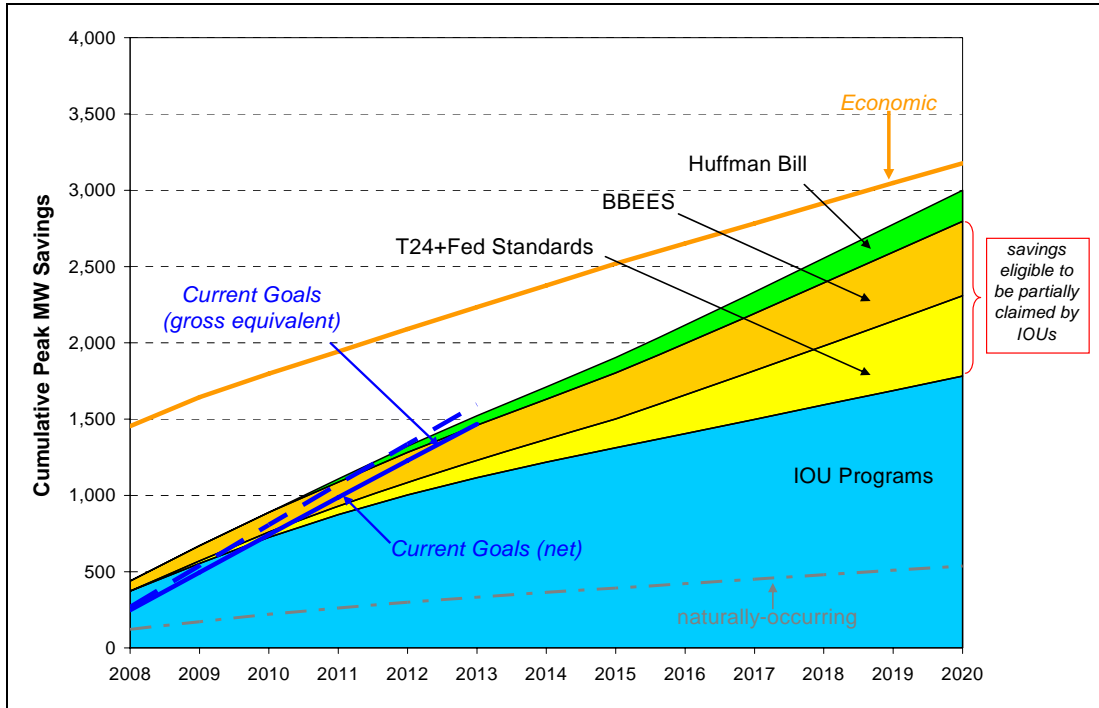 4,000
3,500
3,000
2,500
2,000
1,500
1,000
500
0
Cumulative Peak MW Savings
Economic
Huffman Bill
BBEES
T24+Fed Standards
Current Goals
(gross equivalent)
savings
eligible to
be partially
claimed by
IOUs
IOU Programs
Current Goals (net)
naturally-occurring
2008 2009 2010 2011 2012 2013 2014 2015 2016 2017 2018 2019 2020